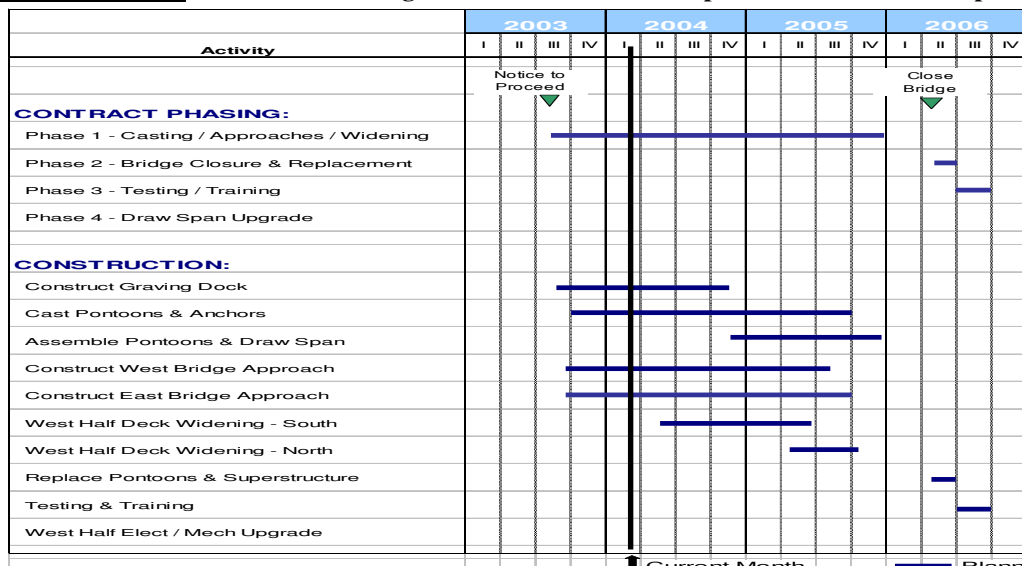 2003 2004 2005 2006
Activity I II III IV I II III IV I II III IV I II III
Notice to
Proceed
Close
Bridge
CONTRACT PHASING:
Phase 1 - Casting / Approaches / Widening
Phase 2 - Bridge Closure & Replacement
Phase 3 - Testing / Training
Phase 4 - Draw Span Upgrade
CONSTRUCTION:
Construct Graving Dock
Cast Pontoons & Anchors
Assemble Pontoons & Draw Span
Construct West Bridge Approach
Construct East Bridge Approach
West Half Deck Widening - South
West Half Deck Widening - North
Replace Pontoons & Superstructure
Testing & Training
West Half Elect / Mech Upgrade
Current Month